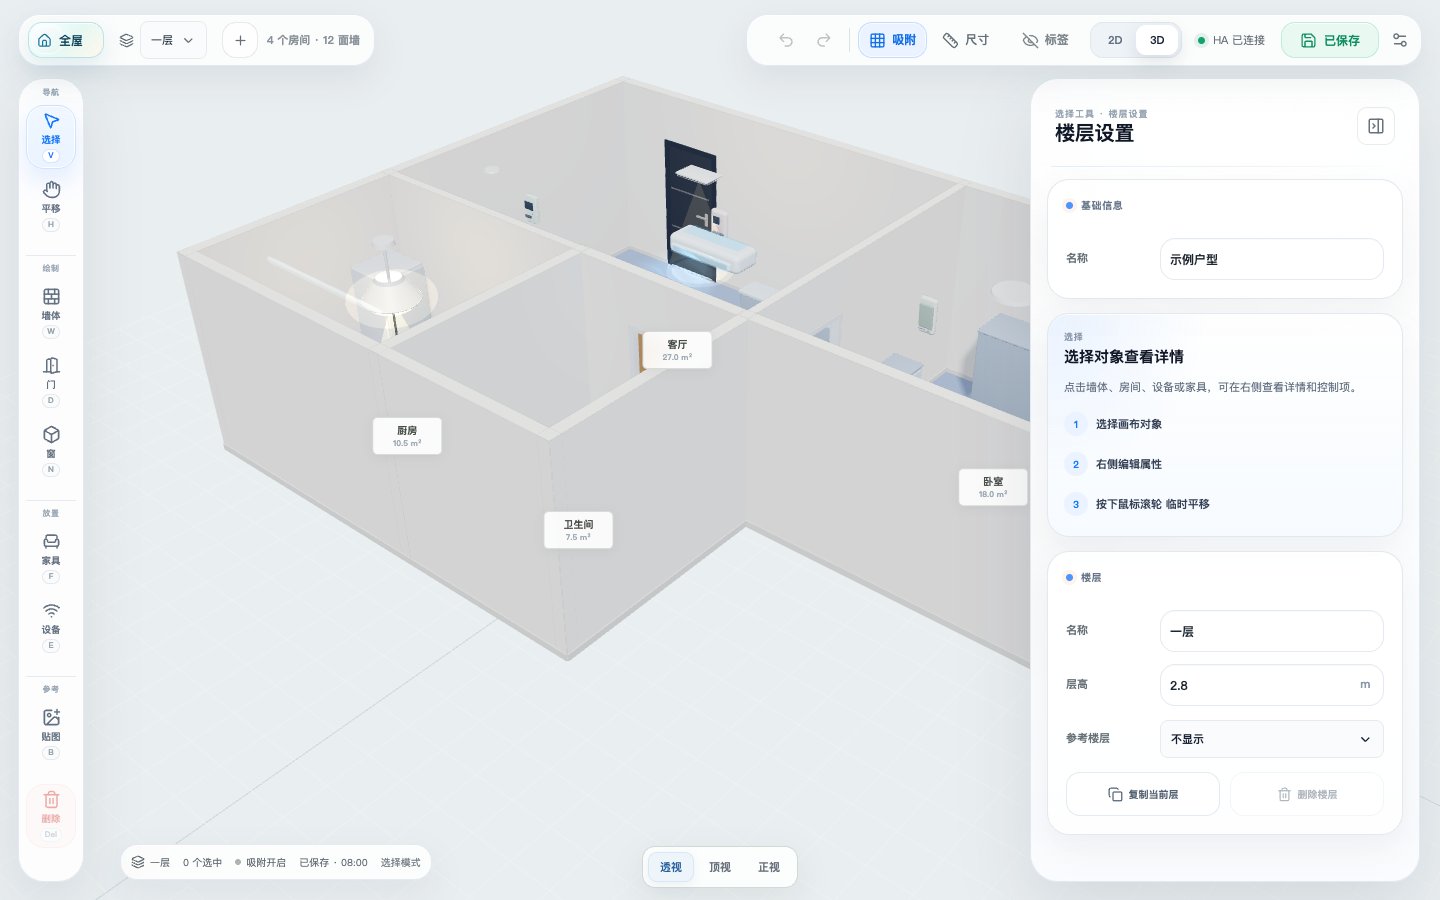 全屋
一层
4 个房间 · 12 面墙
吸附
尺寸
标签
2D
3D
HA 已连接
已保存
导航
选择
V
平移
H
绘制
墙体
W
门
D
窗
N
放置
家具
F
设备
E
参考
贴图
B
删除
Del
客厅
27.0 m²
厨房
10.5 m²
卫生间
7.5 m²
卧室
18.0 m²
选择工具 · 楼层设置
楼层设置
基础信息
名称
示例户型
选择
选择对象查看详情
点击墙体、房间、设备或家具，可在右侧查看详情和控制项。
1 选择画布对象
2 右侧编辑属性
3 按下鼠标滚轮 临时平移
楼层
名称
一层
层高
2.8 m
参考楼层
不显示
复制当前层
删除楼层
一层 0 个选中 吸附开启 已保存 · 08:00 选择模式
透视
顶视
正视